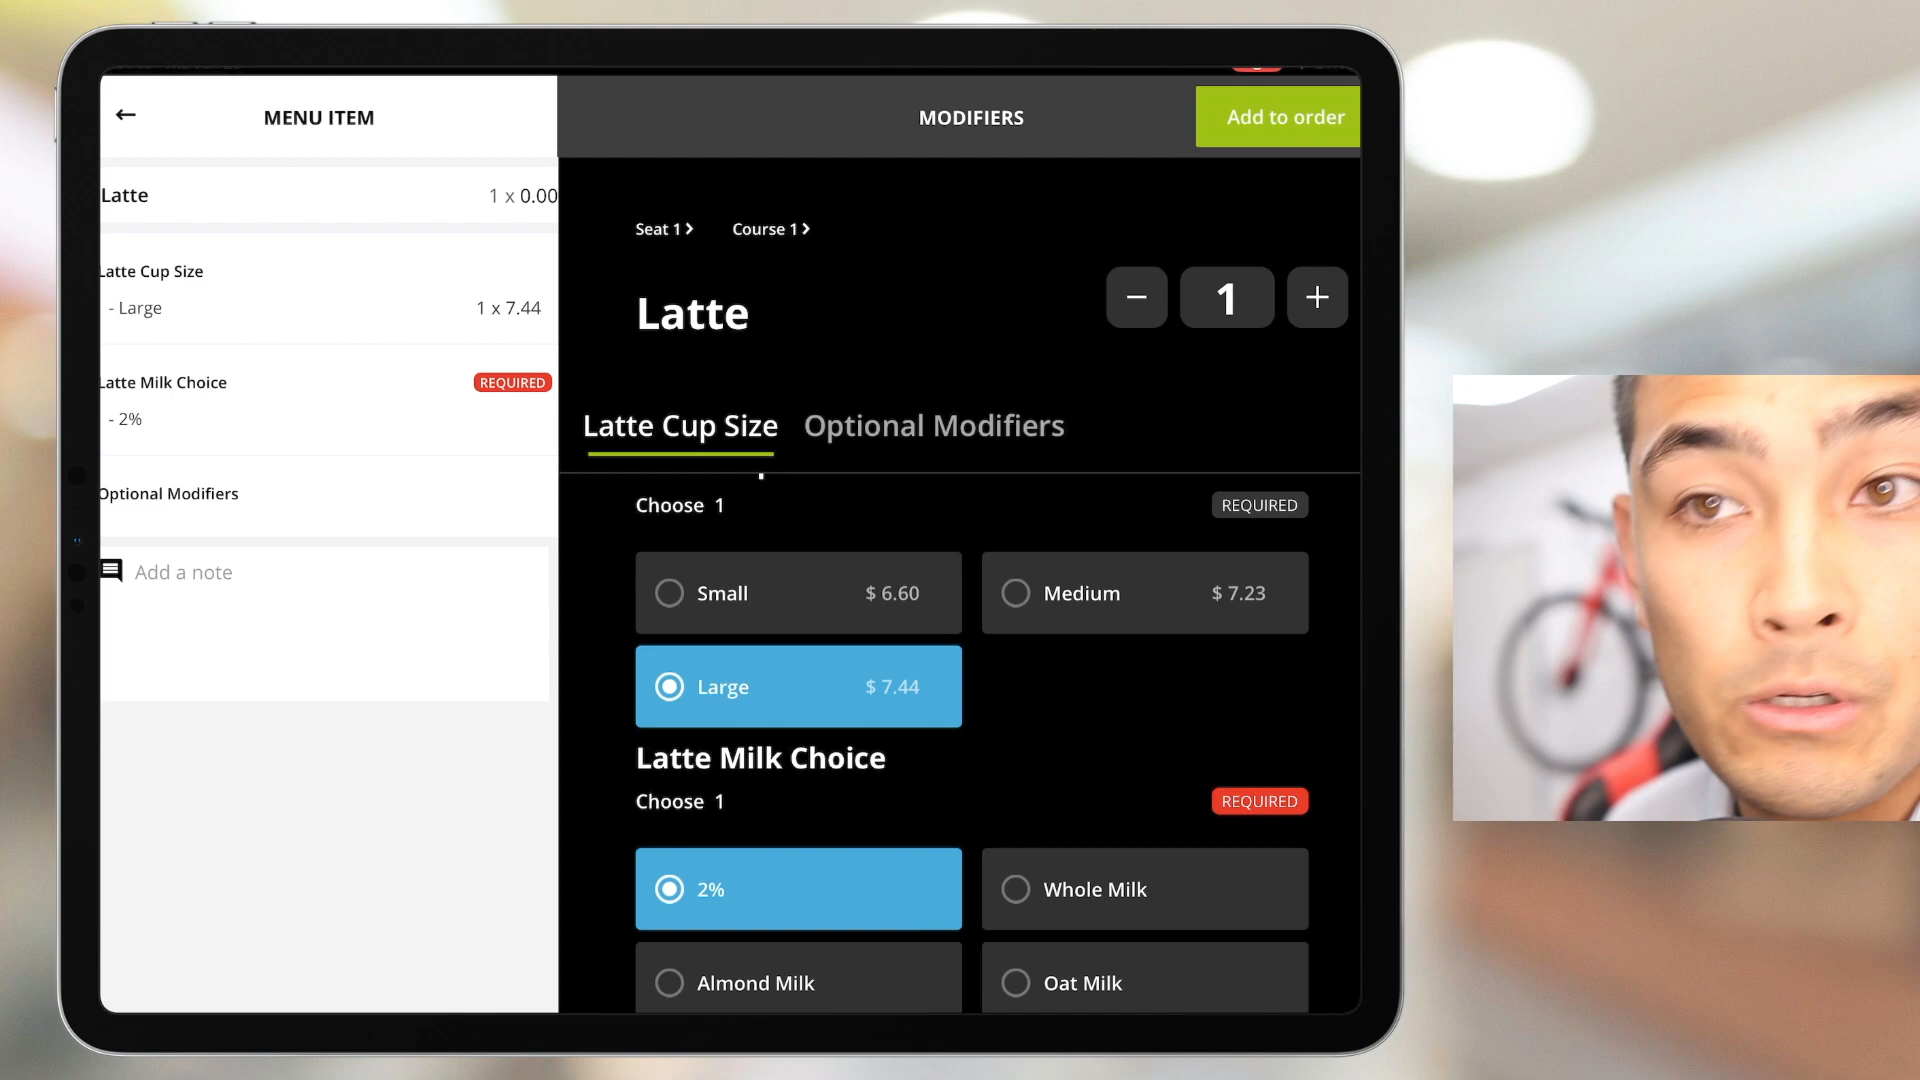 MENU ITEM
Latte 1 x 0.00
Latte Cup Size
- Large 1 x 7.44
Latte Milk Choice REQUIRED
- 2%
Optional Modifiers
Add a note
MODIFIERS
Add to order
Seat 1 Course 1
Latte
1
Latte Cup Size Optional Modifiers
Choose 1 REQUIRED
Small $ 6.60
Medium $ 7.23
Large $ 7.44
Latte Milk Choice
Choose 1 REQUIRED
2%
Whole Milk
Almond Milk
Oat Milk